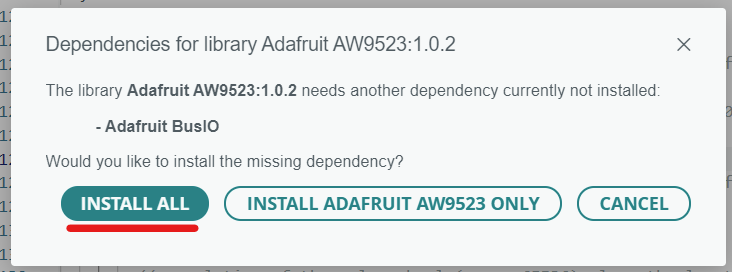 Dependencies for library Adafruit AW9523:1.0.2
The library Adafruit AW9523:1.0.2 needs another dependency currently not installed:
- Adafruit BusIO
Would you like to install the missing dependency?
INSTALL ALL
INSTALL ADAFRUIT AW9523 ONLY
CANCEL